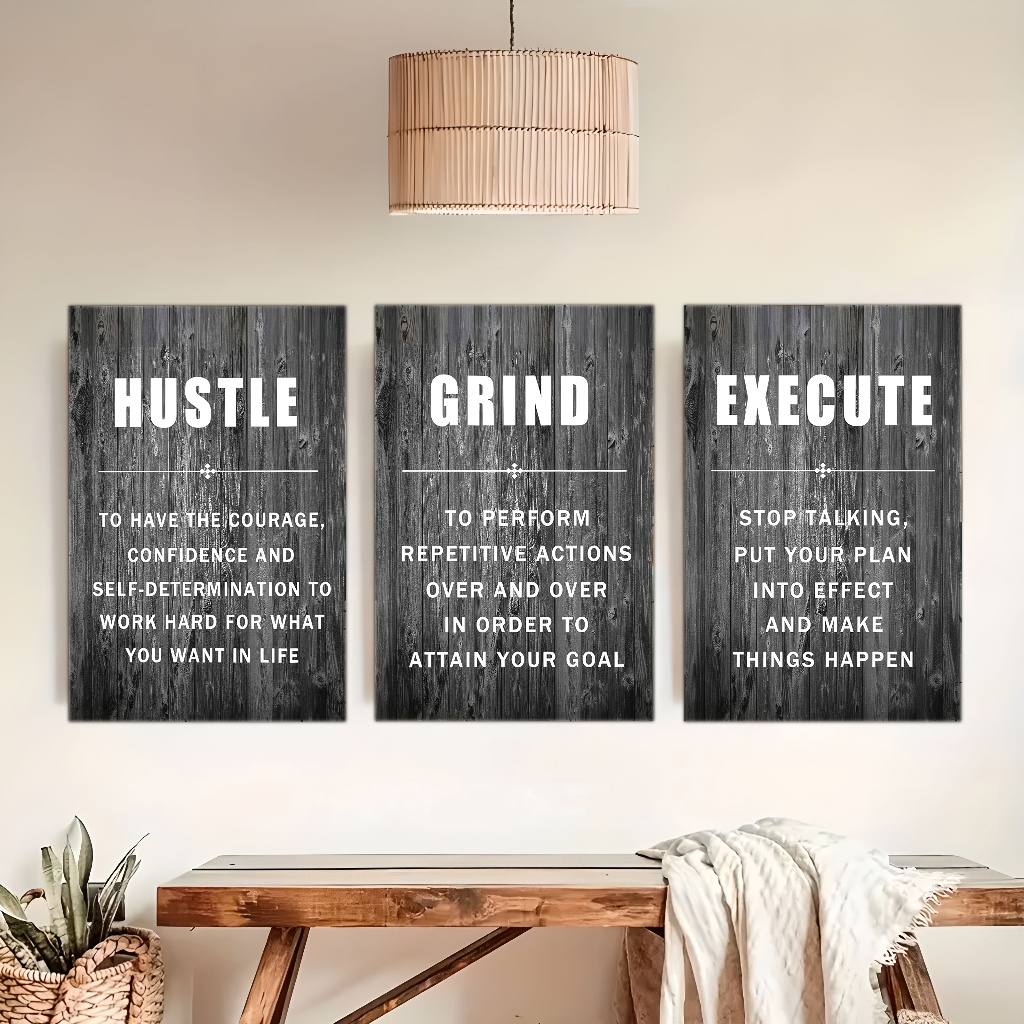 HUSTLE
TO HAVE THE COURAGE,
CONFIDENCE AND
SELF-DETERMINATION TO
WORK HARD FOR WHAT
YOU WANT IN LIFE
GRIND
TO PERFORM
REPETITIVE ACTIONS
OVER AND OVER
IN ORDER TO
ATTAIN YOUR GOAL
EXECUTE
STOP TALKING,
PUT YOUR PLAN
INTO EFFECT
AND MAKE
THINGS HAPPEN